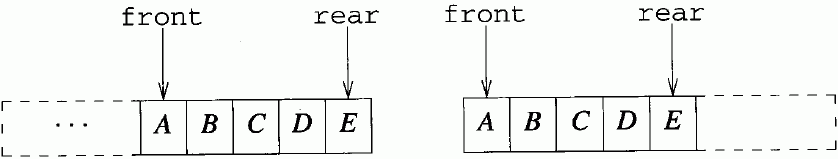 front rear front rear
... A B C D E A B C D E